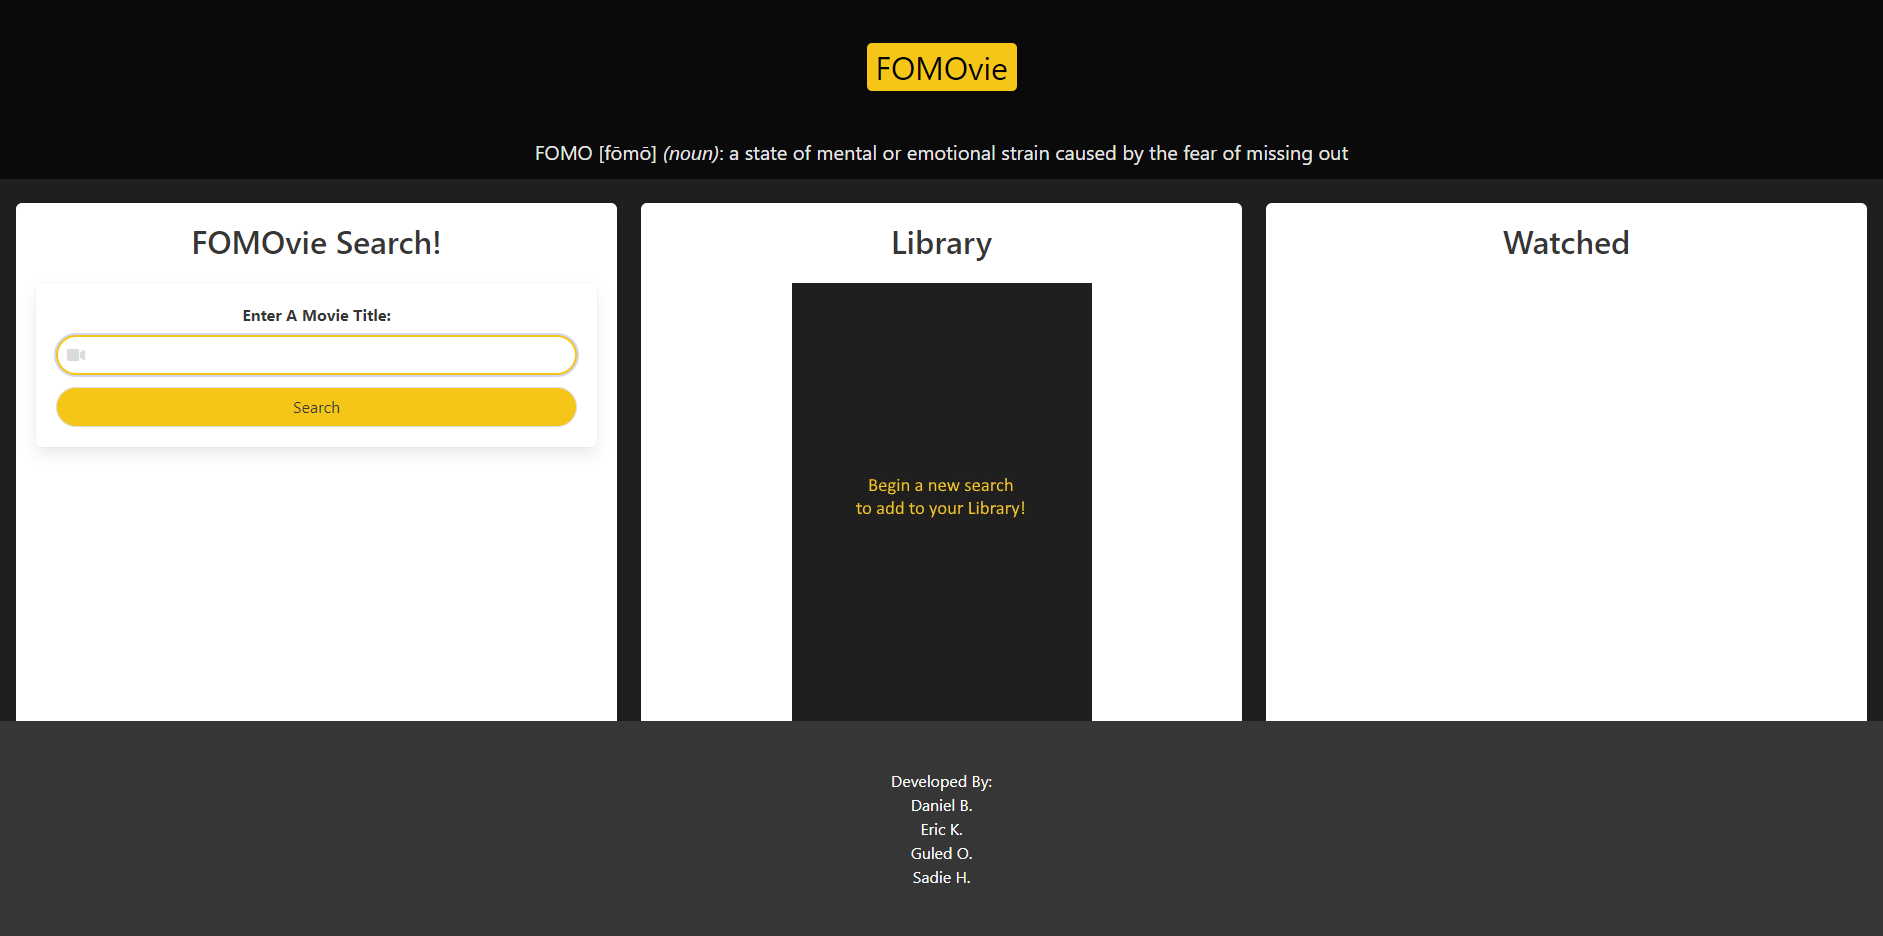 FOMOvie
FOMO [fōmō] (noun): a state of mental or emotional strain caused by the fear of missing out
FOMOvie Search!
Enter A Movie Title:
Search
Library
Begin a new search
to add to your Library!
Watched
Developed By:
Daniel B.
Eric K.
Guled O.
Sadie H.